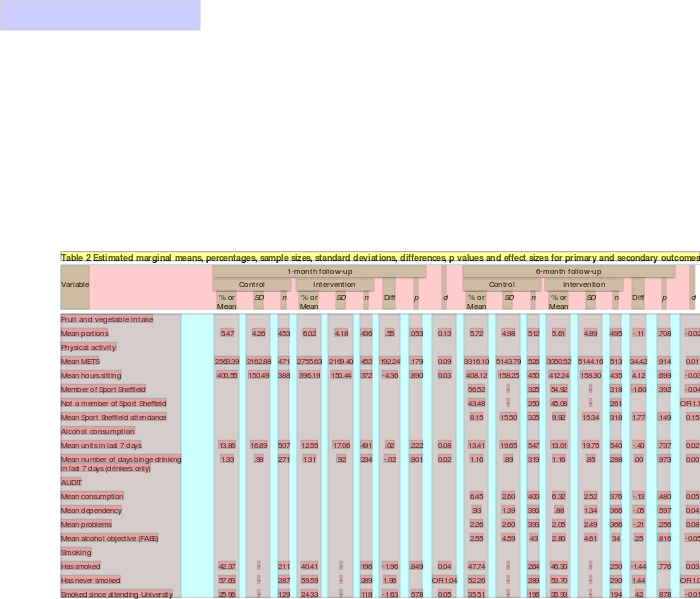 Table 2 Estimated marginal means, percentages, sample sizes, standard deviations, differences, p values and effect sizes for primary and secondary outcomes
Variable 1-month follow-up d 6-month follow-up d
Control Intervention Diff p Control Intervention Diff p
% or Mean SD n % or Mean SD n % or Mean SD n % or Mean SD n
Fruit and vegetable intake
Mean portions 5.47 4.26 453 6.02 4.18 436 .55 .053 0.13 5.72 4.98 512 5.61 4.89 495 -.11 .708 -0.02
Physical activity
Mean METS 2563.39 2162.88 471 2755.63 2169.40 452 192.24 .179 0.09 3316.10 5143.79 526 3350.52 5144.16 513 34.42 .914 0.01
Mean hours sitting 400.55 150.49 388 396.19 150.44 372 -4.36 .890 0.03 408.12 158.25 450 412.24 158.30 435 4.12 .699 -0.03
Member of Sport Sheffield 56.52 325 54.92 318 -1.60 .392 -0.04
Not a member of Sport Sheffield 43.48 250 45.08 261
Mean Sport Sheffield attendance 8.15 15.50 325 9.92 15.34 318 1.77 .149 0.15
Alcohol consumption
Mean units in last 7 days 13.86 16.89 507 12.55 17.06 491 .02 .222 0.08 13.41 19.65 547 13.01 19.75 540 -.40 .737 0.02
Mean number of days binge drinking in last 7 days (drinkers only) 1.33 .99 271 1.31 .92 234 -.02 .901 0.02 1.16 .89 319 1.16 .85 288 .00 .973 0.00
AUDIT
Mean consumption 6.45 2.60 400 6.32 2.52 376 -.13 .480 0.05
Mean dependency .93 1.39 393 .88 1.34 366 -.05 .597 0.04
Mean problems 2.26 2.60 393 2.05 2.49 366 -.21 .256 0.08
Mean alcohol objective (FAEE) 2.55 4.59 43 2.80 4.61 34 .25 .816 -0.05
Smoking
Has smoked 42.37 211 40.41 196 -1.96 .849 0.04 47.74 264 46.30 250 -1.44 .776 0.03
Has never smoked 57.63 287 59.59 289 1.96 OR1.04 52.26 289 53.70 290 1.44
Smoked since attending University 25.96 129 24.33 118 -1.63 .578 0.05 35.51 196 35.93 194 .42 .878